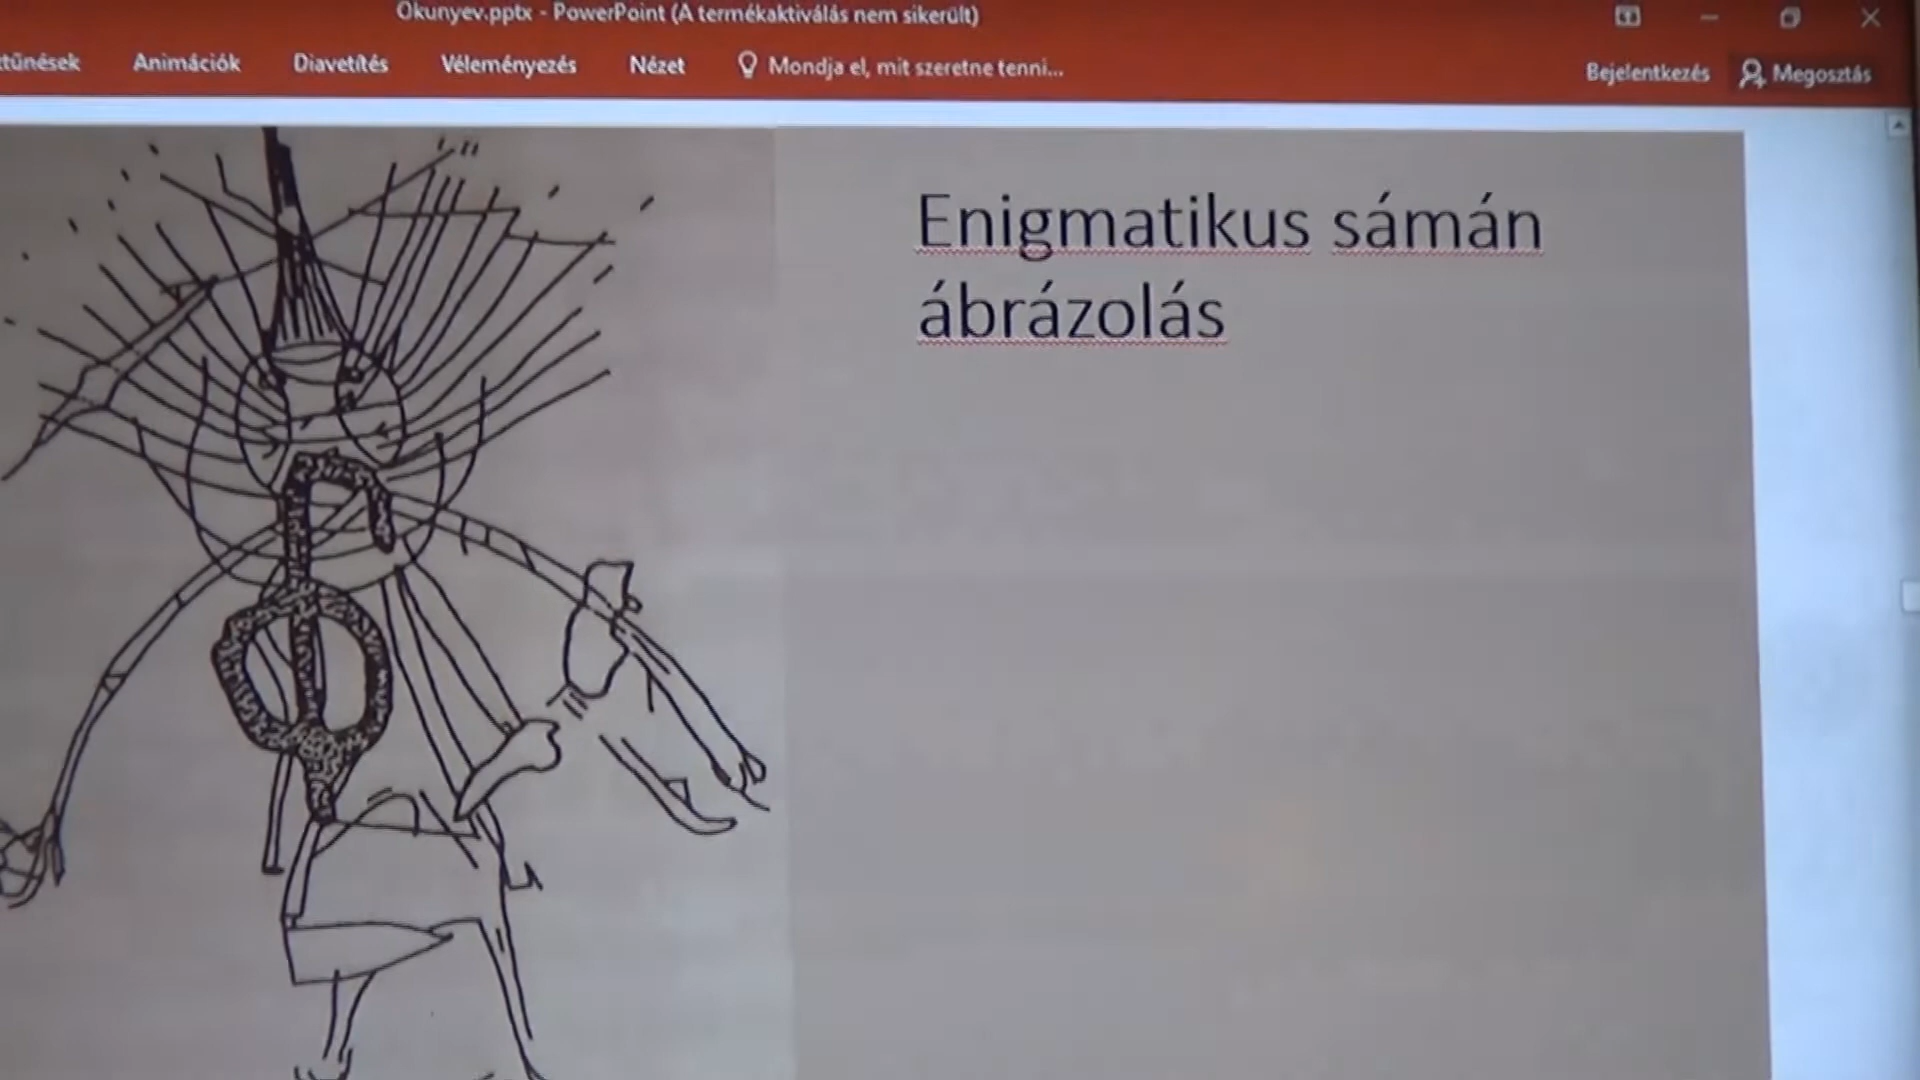 Okunyev.pptx - PowerPoint (A termékaktiválás nem sikerült)
Animációk Diavetítés Véleményezés Nézet Mondja el, mit szeretne tenni...
Bejelentkezés Megosztás
Enigmatikus sámán
ábrázolás